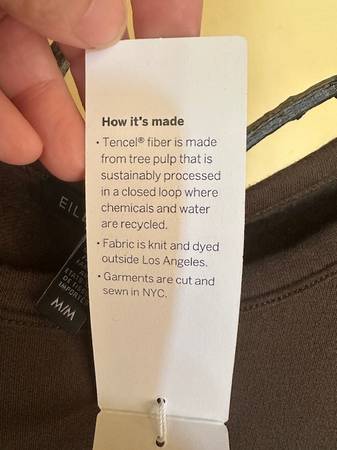 How it's made
• Tencel® fiber is made
from tree pulp that is
sustainably processed
in a closed loop where
chemicals and water
are recycled.
• Fabric is knit and dyed
outside Los Angeles.
• Garments are cut and
sewn in NYC.
EIL
M/M